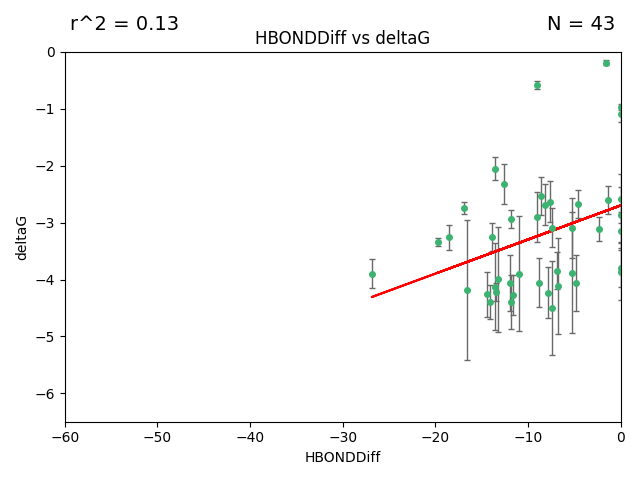 r^2 = 0.13 N = 43
HBONDDiff vs deltaG
0
−1
−2
−3
−4
−5
−6
deltaG
−60 −50 −40 −30 −20 −10 0
HBONDDiff